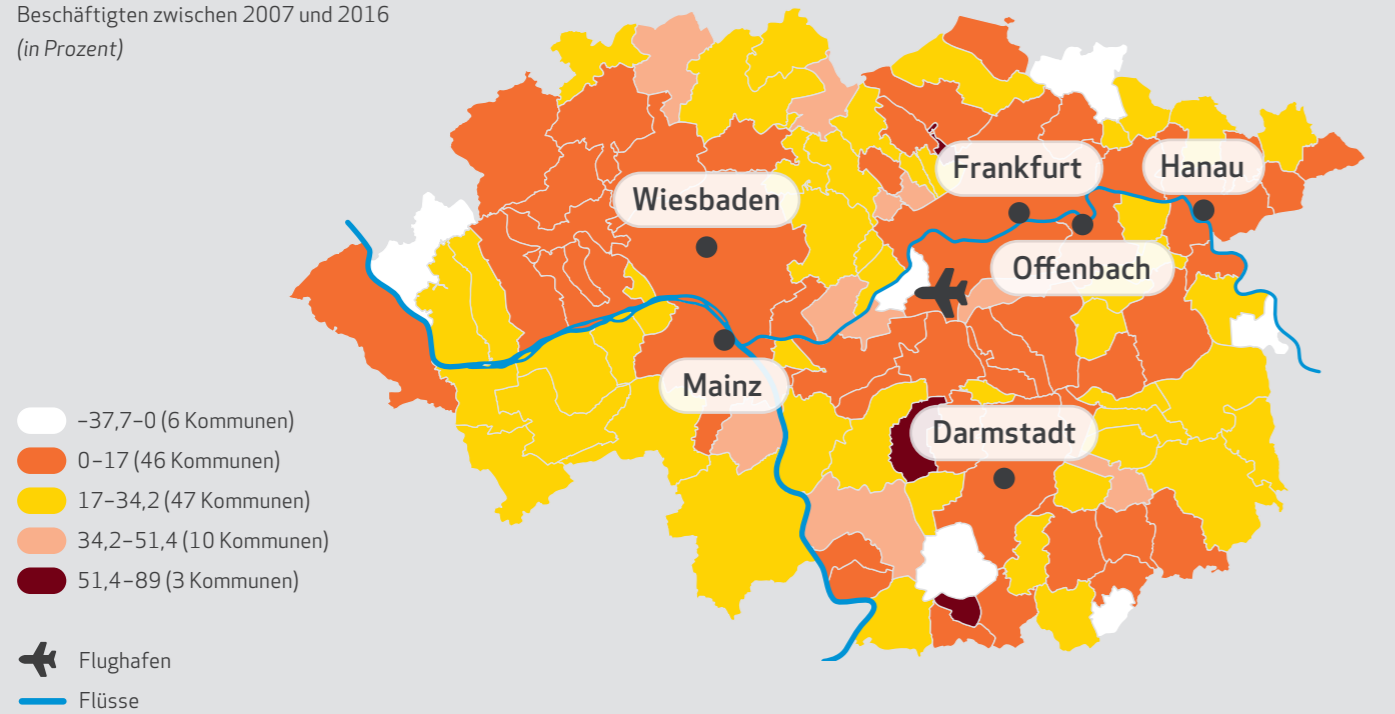 Beschäftigten zwischen 2007 und 2016
(in Prozent)
Frankfurt
Hanau
Wiesbaden
Offenbach
Mainz
Darmstadt
–37,7–0 (6 Kommunen)
0–17 (46 Kommunen)
17–34,2 (47 Kommunen)
34,2–51,4 (10 Kommunen)
51,4–89 (3 Kommunen)
Flughafen
Flüsse